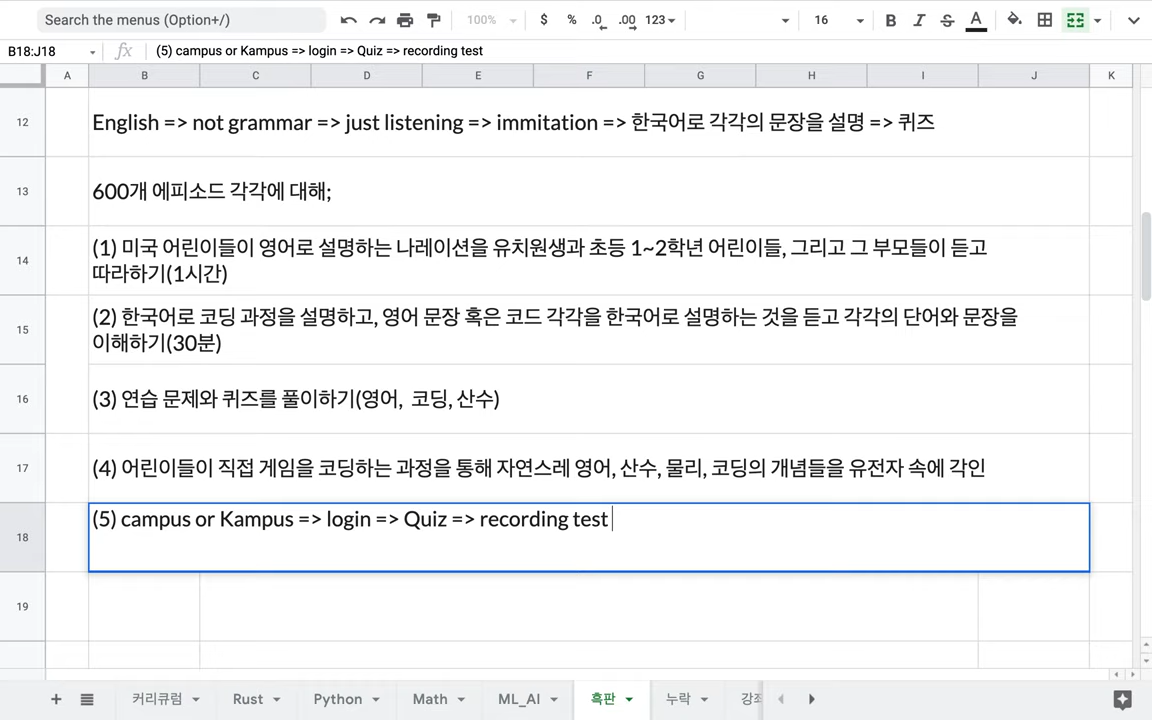 Search the menus (Option+/)
100%
$ % .0 .00 123
16
B I S A
B18:J18
fx
(5) campus or Kampus => login => Quiz => recording test
A B C D E F G H I J K
12
English => not grammar => just listening => immitation => 한국어로 각각의 문장을 설명 => 퀴즈
13
600개 에피소드 각각에 대해;
14
(1) 미국 어린이들이 영어로 설명하는 나레이션을 유치원생과 초등 1~2학년 어린이들, 그리고 그 부모들이 듣고
따라하기(1시간)
15
(2) 한국어로 코딩 과정을 설명하고, 영어 문장 혹은 코드 각각을 한국어로 설명하는 것을 듣고 각각의 단어와 문장을
이해하기(30분)
16
(3) 연습 문제와 퀴즈를 풀이하기(영어, 코딩, 산수)
17
(4) 어린이들이 직접 게임을 코딩하는 과정을 통해 자연스레 영어, 산수, 물리, 코딩의 개념들을 유전자 속에 각인
18
(5) campus or Kampus => login => Quiz => recording test
19
커리큘럼 Rust Python Math ML_AI 흑판 누락